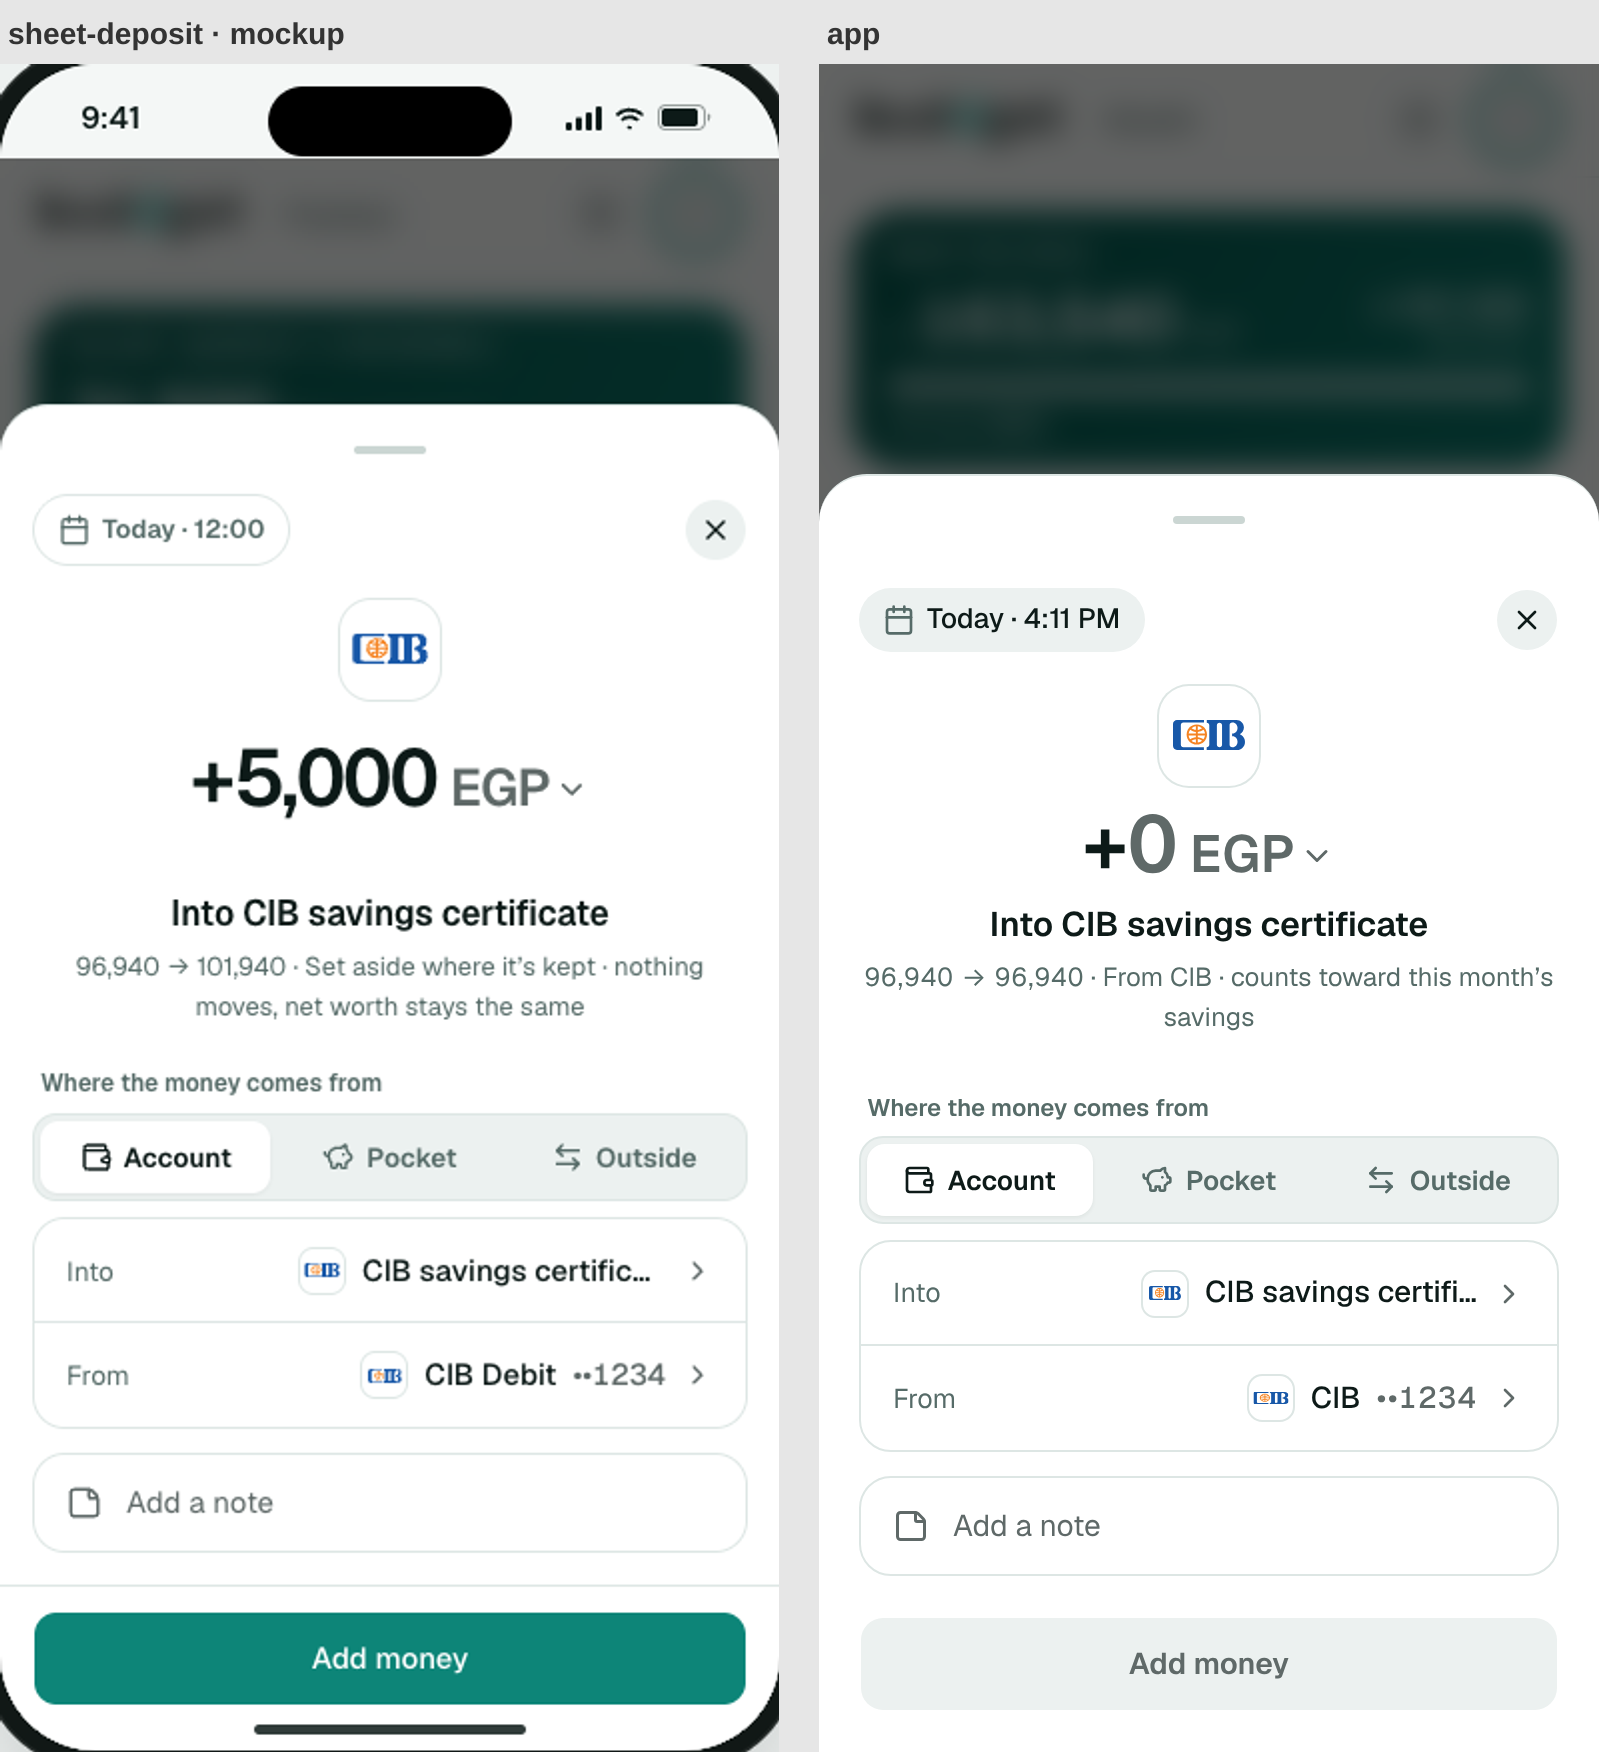 sheet-deposit · mockup
9:41
Today · 12:00
CIB
+5,000 EGP
Into CIB savings certificate
96,940 → 101,940 · Set aside where it's kept · nothing
moves, net worth stays the same
Where the money comes from
Account
Pocket
Outside
Into
CIB
CIB savings certific...
From
CIB
CIB Debit ••1234
Add a note
Add money
app
Today · 4:11 PM
CIB
+0 EGP
Into CIB savings certificate
96,940 → 96,940 · From CIB · counts toward this month's
savings
Where the money comes from
Account
Pocket
Outside
Into
CIB
CIB savings certifi...
From
CIB
CIB ••1234
Add a note
Add money